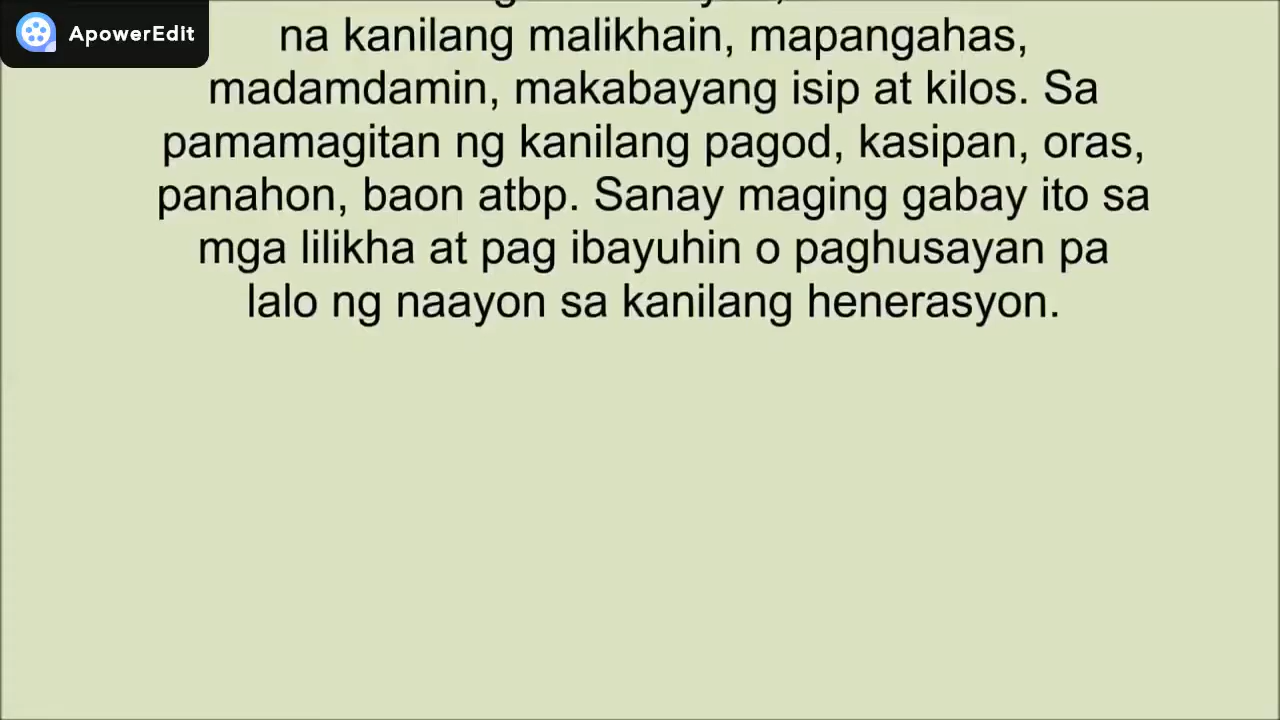 ApowerEdit
na kanilang malikhain, mapangahas,
madamdamin, makabayang isip at kilos. Sa
pamamagitan ng kanilang pagod, kasipan, oras,
panahon, baon atbp. Sanay maging gabay ito sa
mga lilikha at pag ibayuhin o paghusayan pa
lalo ng naayon sa kanilang henerasyon.